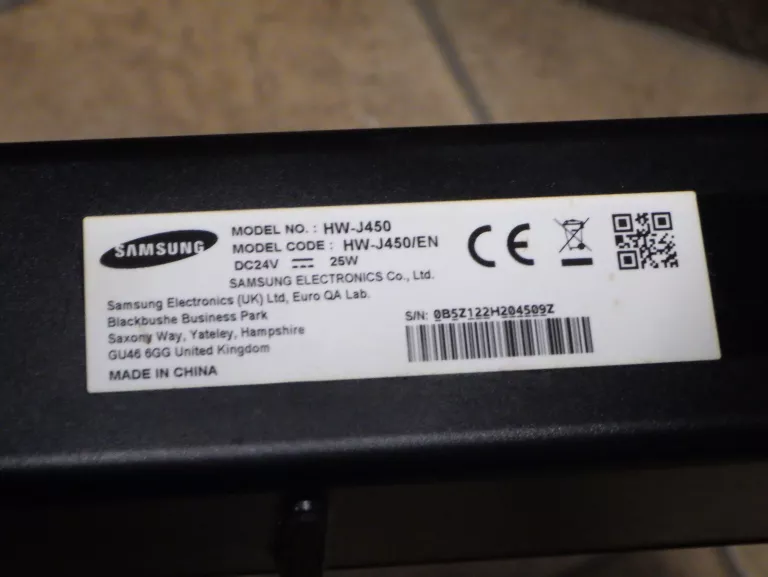 SAMSUNG
MODEL NO. : HW-J450
MODEL CODE : HW-J450/EN
DC24V ⎓ 25W
SAMSUNG ELECTRONICS Co., Ltd.
Samsung Electronics (UK) Ltd, Euro QA Lab.
Blackbushe Business Park
Saxony Way, Yateley, Hampshire
GU46 6GG United Kingdom
MADE IN CHINA
CE
S/N: 0B5Z122H204509Z